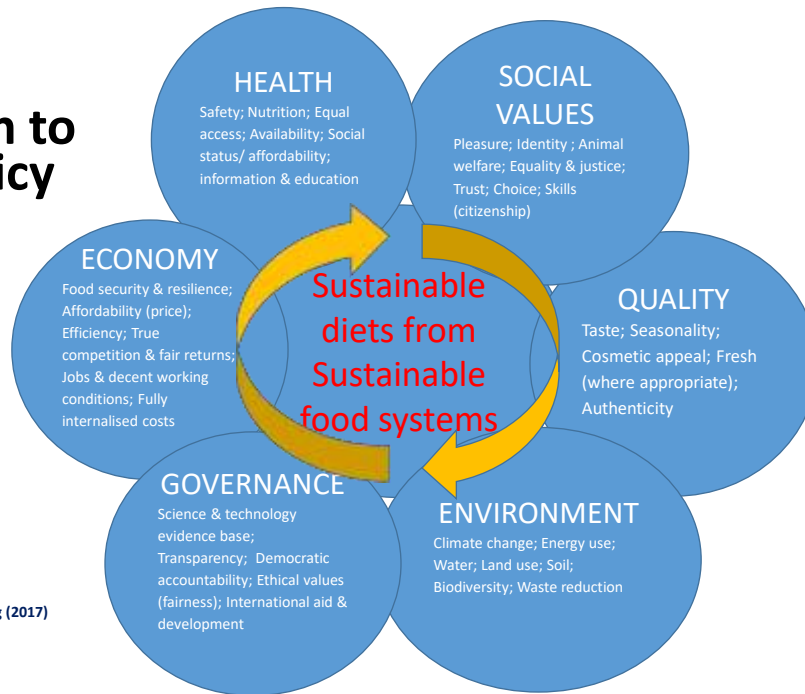 n to
icy
HEALTH
Safety; Nutrition; Equal
access; Availability; Social
status/ affordability;
information & education
SOCIAL
VALUES
Pleasure; Identity ; Animal
welfare; Equality & justice;
Trust; Choice; Skills
(citizenship)
ECONOMY
Food security & resilience;
Affordability (price);
Efficiency; True
competition & fair returns;
Jobs & decent working
conditions; Fully
internalised costs
Sustainable
diets from
Sustainable
food systems
QUALITY
Taste; Seasonality;
Cosmetic appeal; Fresh
(where appropriate);
Authenticity
GOVERNANCE
Science & technology
evidence base;
Transparency; Democratic
accountability; Ethical values
(fairness); International aid &
development
ENVIRONMENT
Climate change; Energy use;
Water; Land use; Soil;
Biodiversity; Waste reduction
g (2017)